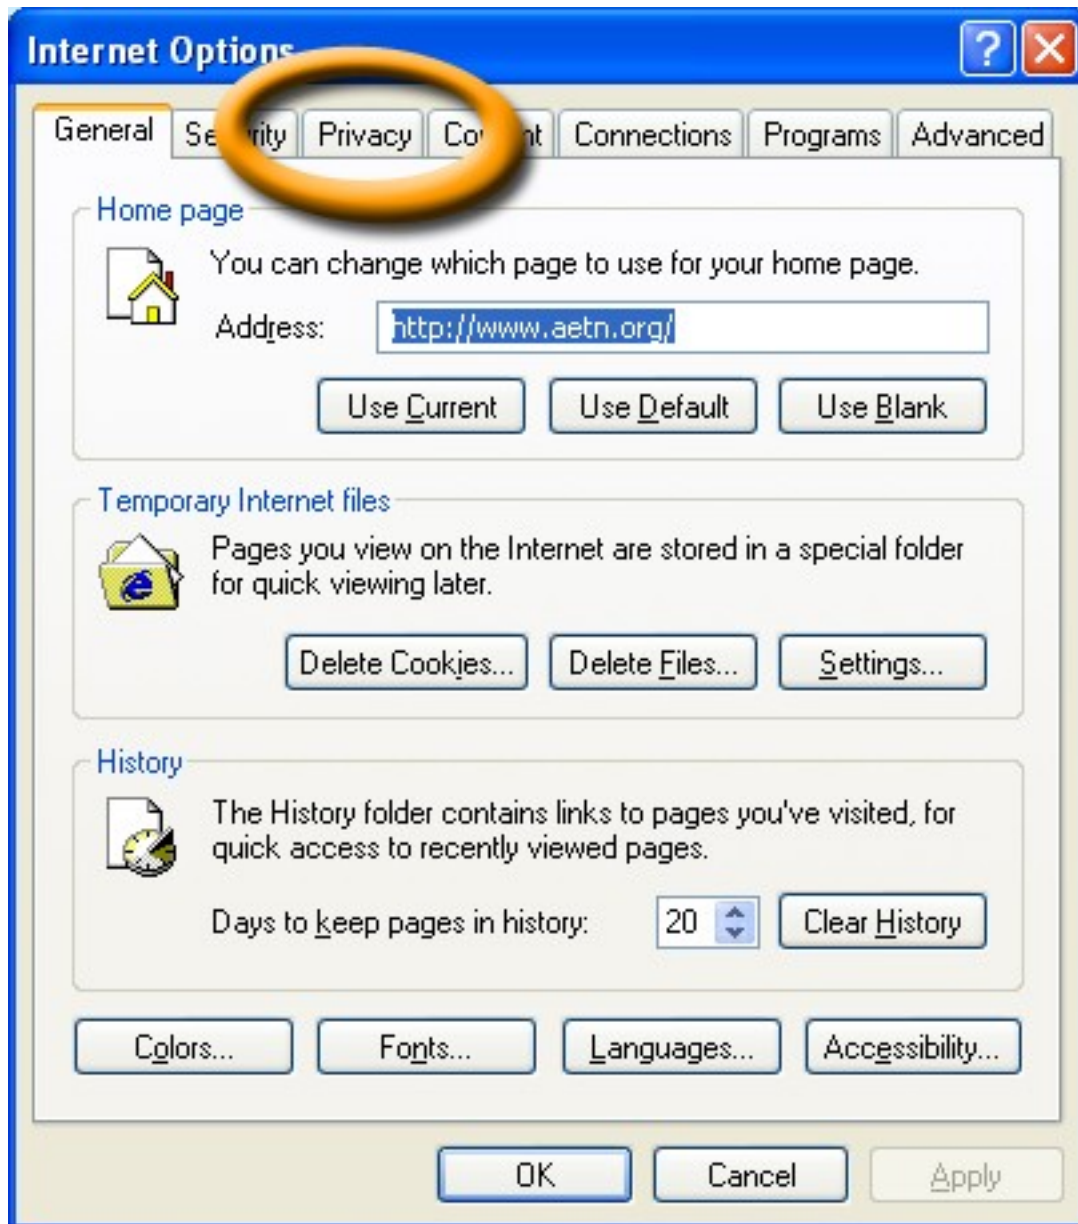 Internet Options
General Security Privacy Content Connections Programs Advanced
Home page
You can change which page to use for your home page.
Address: http://www.aetn.org/
Use Current Use Default Use Blank
Temporary Internet files
Pages you view on the Internet are stored in a special folder
for quick viewing later.
Delete Cookies... Delete Files... Settings...
History
The History folder contains links to pages you've visited, for
quick access to recently viewed pages.
Days to keep pages in history: 20 Clear History
Colors... Fonts... Languages... Accessibility...
OK Cancel Apply